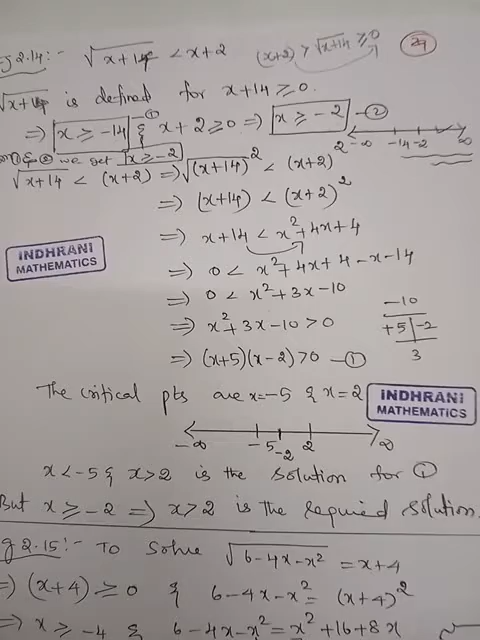 g 2.14:- √x+14 < x+2 (x+2) > √x+14 ≥ 0 29
√x+14 is defined for x+14 ≥ 0.
⇒ x ≥ -14 ① & x+2 ≥ 0 ⇒ x ≥ -2 -②
① & ② we get x ≥ -2
-∞ -14 -2 ∞
√x+14 < (x+2) ⇒ √(x+14)² < (x+2)²
⇒ (x+14) < (x+2)²
⇒ x+14 < x²+4x+4
INDHRANI
MATHEMATICS
⇒ 0 < x²+4x+4-x-14
⇒ 0 < x²+3x-10
⇒ x²+3x-10 > 0
-10
+5 | -2
3
⇒ (x+5)(x-2) > 0 -①
The critical pts are x=-5 & x=2
INDHRANI
MATHEMATICS
-∞ -5 -2 2 ∞
x < -5 & x > 2 is the solution for ①
But x ≥ -2 ⇒ x > 2 is the required solution.
g 2.15:- To solve √6-4x-x² = x+4
⇒ (x+4) ≥ 0 & 6-4x-x² = (x+4)²
⇒ x ≥ -4 & 6-4x-x² = x²+16+8x